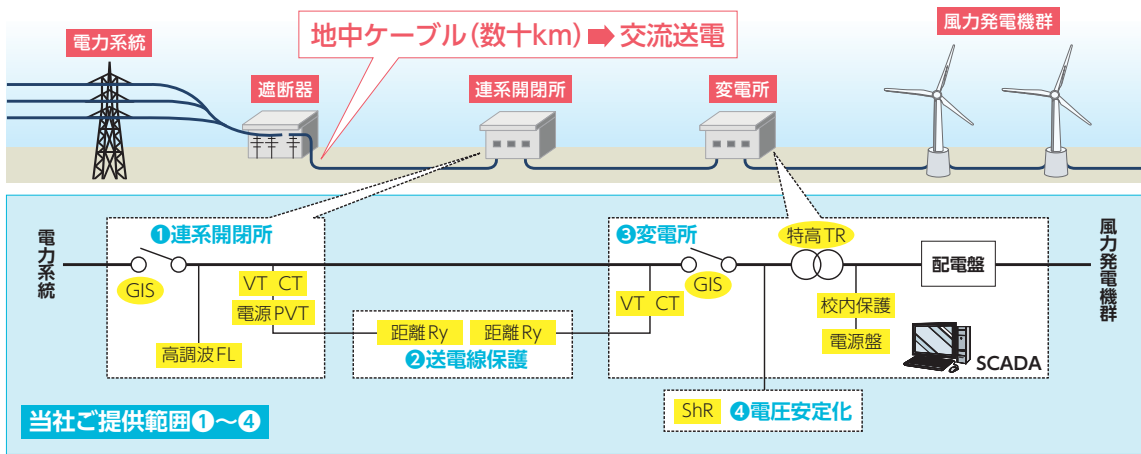 電力系統
地中ケーブル（数十km）➡交流送電
風力発電機群
遮断器
連系開閉所
変電所
電力系統
❶連系開閉所
GIS
VT CT
電源PVT
高調波FL
距離Ry
距離Ry
❷送電線保護
❸変電所
VT CT
GIS
特高TR
配電盤
校内保護
電源盤
SCADA
風力発電機群
ShR
❹電圧安定化
当社ご提供範囲❶～❹